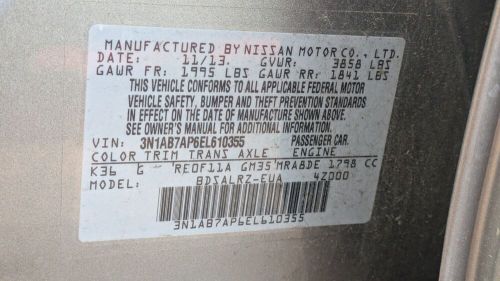 MANUFACTURED BY NISSAN MOTOR CO., LTD.
DATE: 11/13. GVWR: 3858 LBS
GAWR FR: 1995 LBS GAWR RR: 1841 LBS
THIS VEHICLE CONFORMS TO ALL APPLICABLE FEDERAL MOTOR
VEHICLE SAFETY, BUMPER AND THEFT PREVENTION STANDARDS
IN EFFECT ON THE DATE OF MANUFACTURE SHOWN ABOVE.
SEE OWNER'S MANUAL FOR ADDITIONAL INFORMATION.
VIN: 3N1AB7AP6EL610355 PASSENGER CAR.
COLOR TRIM TRANS AXLE ENGINE
K36 G REOF11A GM35 MRA8DE 1798 CC
MODEL: BDSALRZ-EUA 4Z000
3N1AB7AP6EL610355